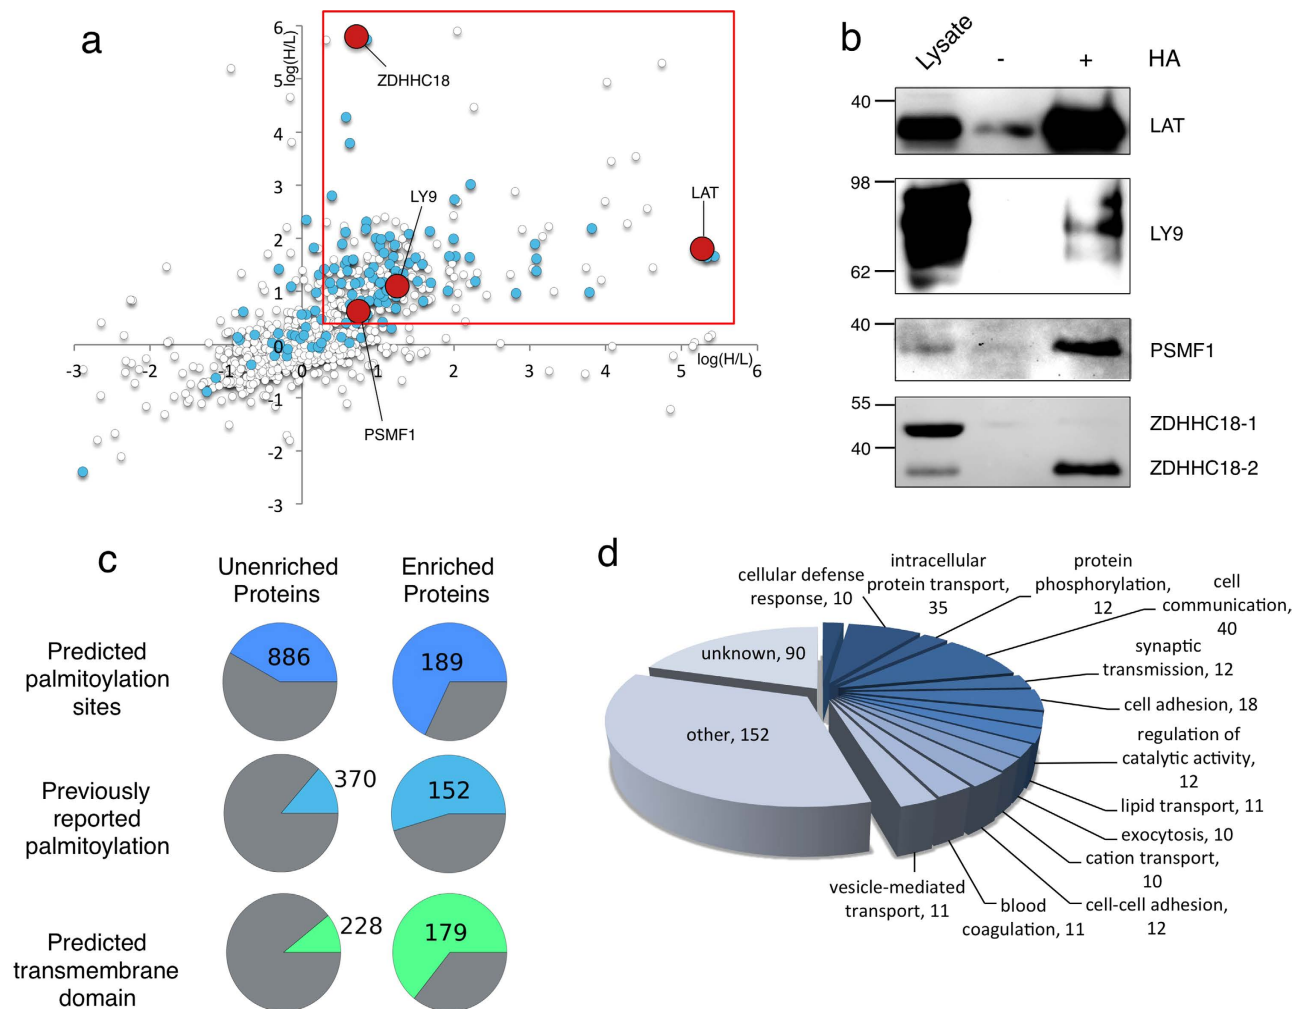 a
log(H/L)
6
5
4
3
2
1
0
-1
-2
-3
-3
-2
-1
0
1
2
3
4
5
6
log(H/L)
ZDHHC18
LY9
LAT
PSMF1
b
Lysate
-
+
HA
40
LAT
98
LY9
62
40
PSMF1
55
ZDHHC18-1
40
ZDHHC18-2
c
Unenriched
Proteins
Enriched
Proteins
Predicted
palmitoylation
sites
886
189
Previously
reported
palmitoylation
370
152
Predicted
transmembrane
domain
228
179
d
cellular defense
response, 10
intracellular
protein transport,
35
protein
phosphorylation,
12
cell
communication,
40
synaptic
transmission, 12
cell adhesion, 18
regulation of
catalytic activity,
12
lipid transport, 11
exocytosis, 10
cation transport,
10
cell-cell adhesion,
12
blood
coagulation, 11
vesicle-mediated
transport, 11
other, 152
unknown, 90